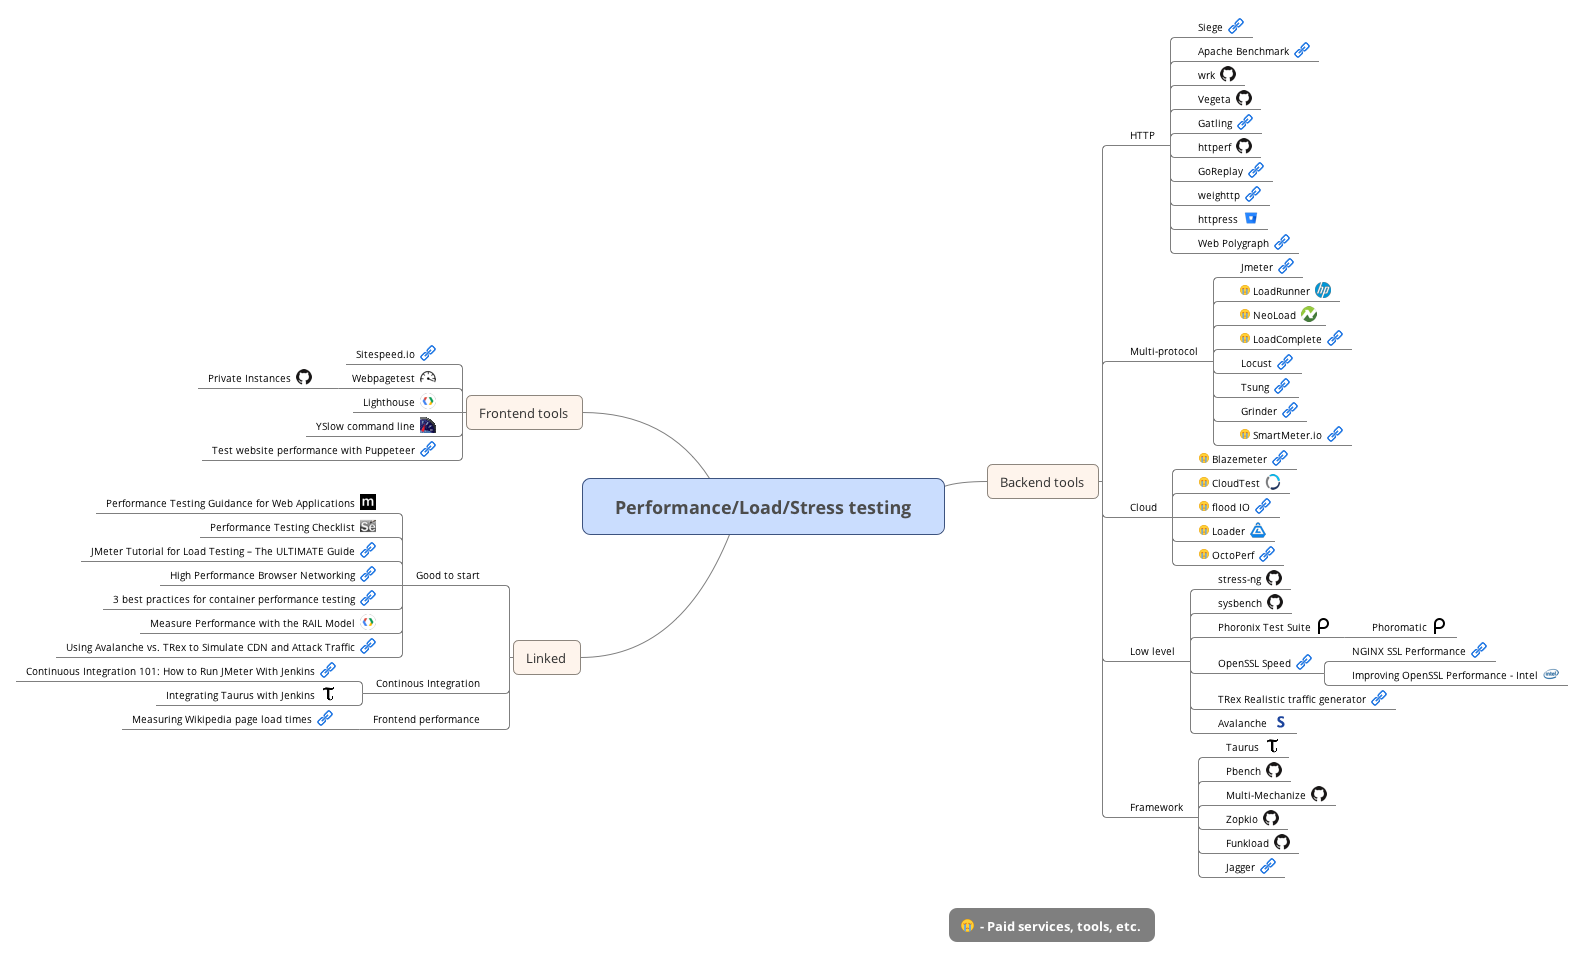 Performance/Load/Stress testing
Frontend tools
Sitespeed.io
Webpagetest
Private Instances
Lighthouse
YSlow command line
Test website performance with Puppeteer
Linked
Good to start
Performance Testing Guidance for Web Applications
m
Performance Testing Checklist
Se
JMeter Tutorial for Load Testing – The ULTIMATE Guide
High Performance Browser Networking
3 best practices for container performance testing
Measure Performance with the RAIL Model
Using Avalanche vs. TRex to Simulate CDN and Attack Traffic
Continous Integration
Continuous Integration 101: How to Run JMeter With Jenkins
Integrating Taurus with Jenkins
Frontend performance
Measuring Wikipedia page load times
Backend tools
HTTP
Siege
Apache Benchmark
wrk
Vegeta
Gatling
httperf
GoReplay
weighttp
httpress
Web Polygraph
Multi-protocol
Jmeter
LoadRunner hp
NeoLoad
LoadComplete
Locust
Tsung
Grinder
SmartMeter.io
Cloud
Blazemeter
CloudTest
flood IO
Loader
OctoPerf
Low level
stress-ng
sysbench
Phoronix Test Suite
Phoromatic
OpenSSL Speed
NGINX SSL Performance
Improving OpenSSL Performance - Intel intel
TRex Realistic traffic generator
Avalanche S
Framework
Taurus
Pbench
Multi-Mechanize
Zopkio
Funkload
Jagger
- Paid services, tools, etc.